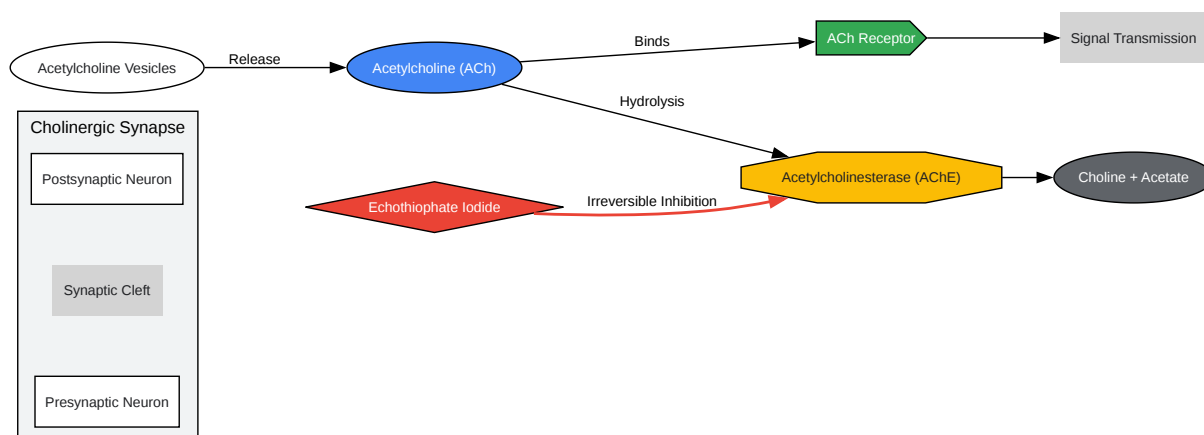 Acetylcholine Vesicles
Release
Acetylcholine (ACh)
Binds
ACh Receptor
Signal Transmission
Hydrolysis
Cholinergic Synapse
Postsynaptic Neuron
Synaptic Cleft
Presynaptic Neuron
Echothiophate Iodide
Irreversible Inhibition
Acetylcholinesterase (AChE)
Choline + Acetate